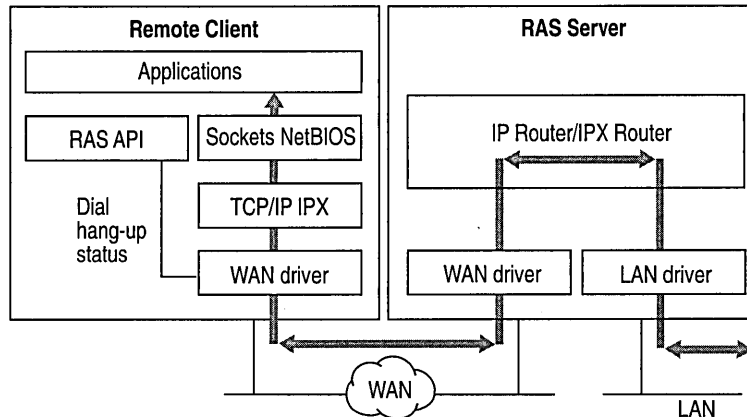 Remote Client
Applications
RAS API
Sockets NetBIOS
TCP/IP IPX
Dial
hang-up
status
WAN driver
RAS Server
IP Router/IPX Router
WAN driver
LAN driver
WAN
LAN